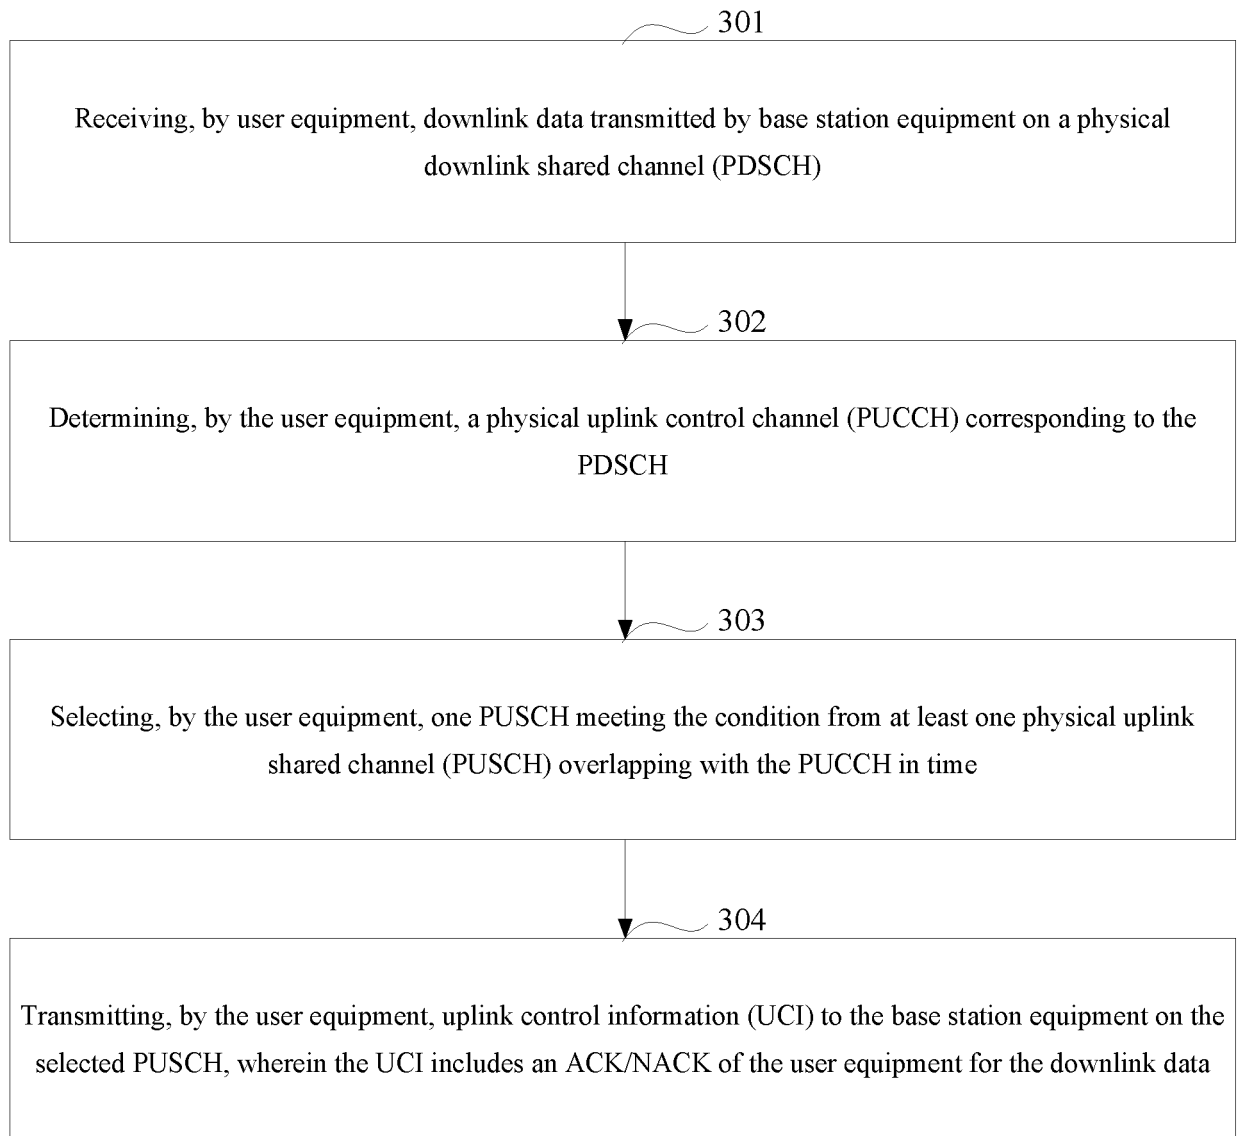 301
Receiving, by user equipment, downlink data transmitted by base station equipment on a physical
downlink shared channel (PDSCH)
302
Determining, by the user equipment, a physical uplink control channel (PUCCH) corresponding to the
PDSCH
303
Selecting, by the user equipment, one PUSCH meeting the condition from at least one physical uplink
shared channel (PUSCH) overlapping with the PUCCH in time
304
Transmitting, by the user equipment, uplink control information (UCI) to the base station equipment on the
selected PUSCH, wherein the UCI includes an ACK/NACK of the user equipment for the downlink data